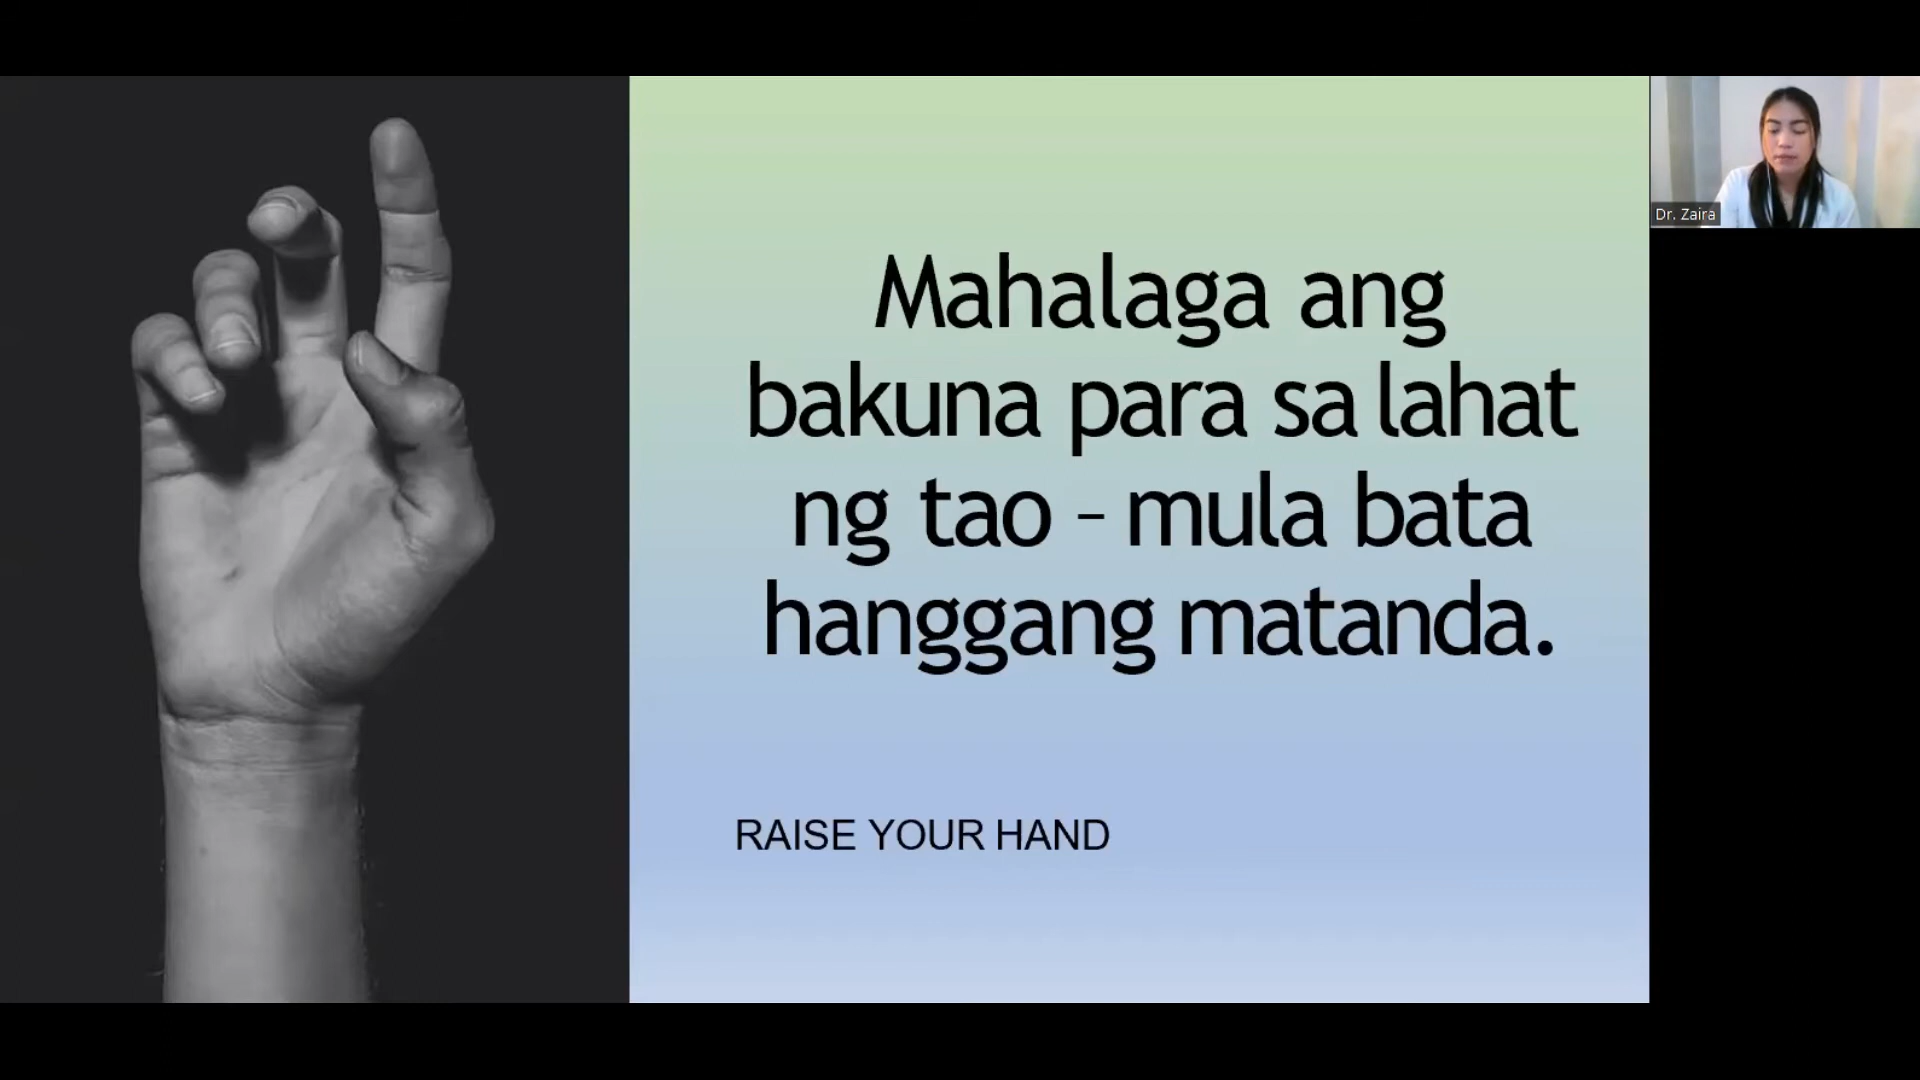 Mahalaga ang
bakuna para sa lahat
ng tao – mula bata
hanggang matanda.
RAISE YOUR HAND
Dr. Zaira